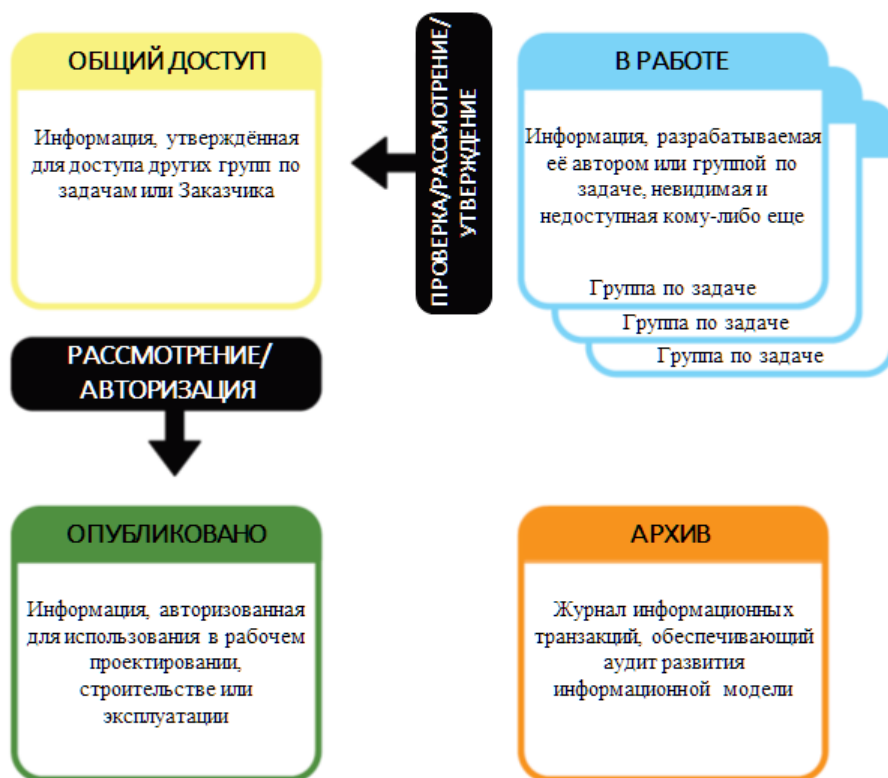 ОБЩИЙ ДОСТУП
Информация, утверждённая
для доступа других групп по
задачам или Заказчика
ПРОВЕРКА/РАССМОТРЕНИЕ/
УТВЕРЖДЕНИЕ
В РАБОТЕ
Информация, разрабатываемая
её автором или группой по
задаче, невидимая и
недоступная кому-либо еще
Группа по задаче
Группа по задаче
Группа по задаче
РАССМОТРЕНИЕ/
АВТОРИЗАЦИЯ
ОПУБЛИКОВАНО
Информация, авторизованная
для использования в рабочем
проектировании,
строительстве или
эксплуатации
АРХИВ
Журнал информационных
транзакций, обеспечивающий
аудит развития
информационной модели